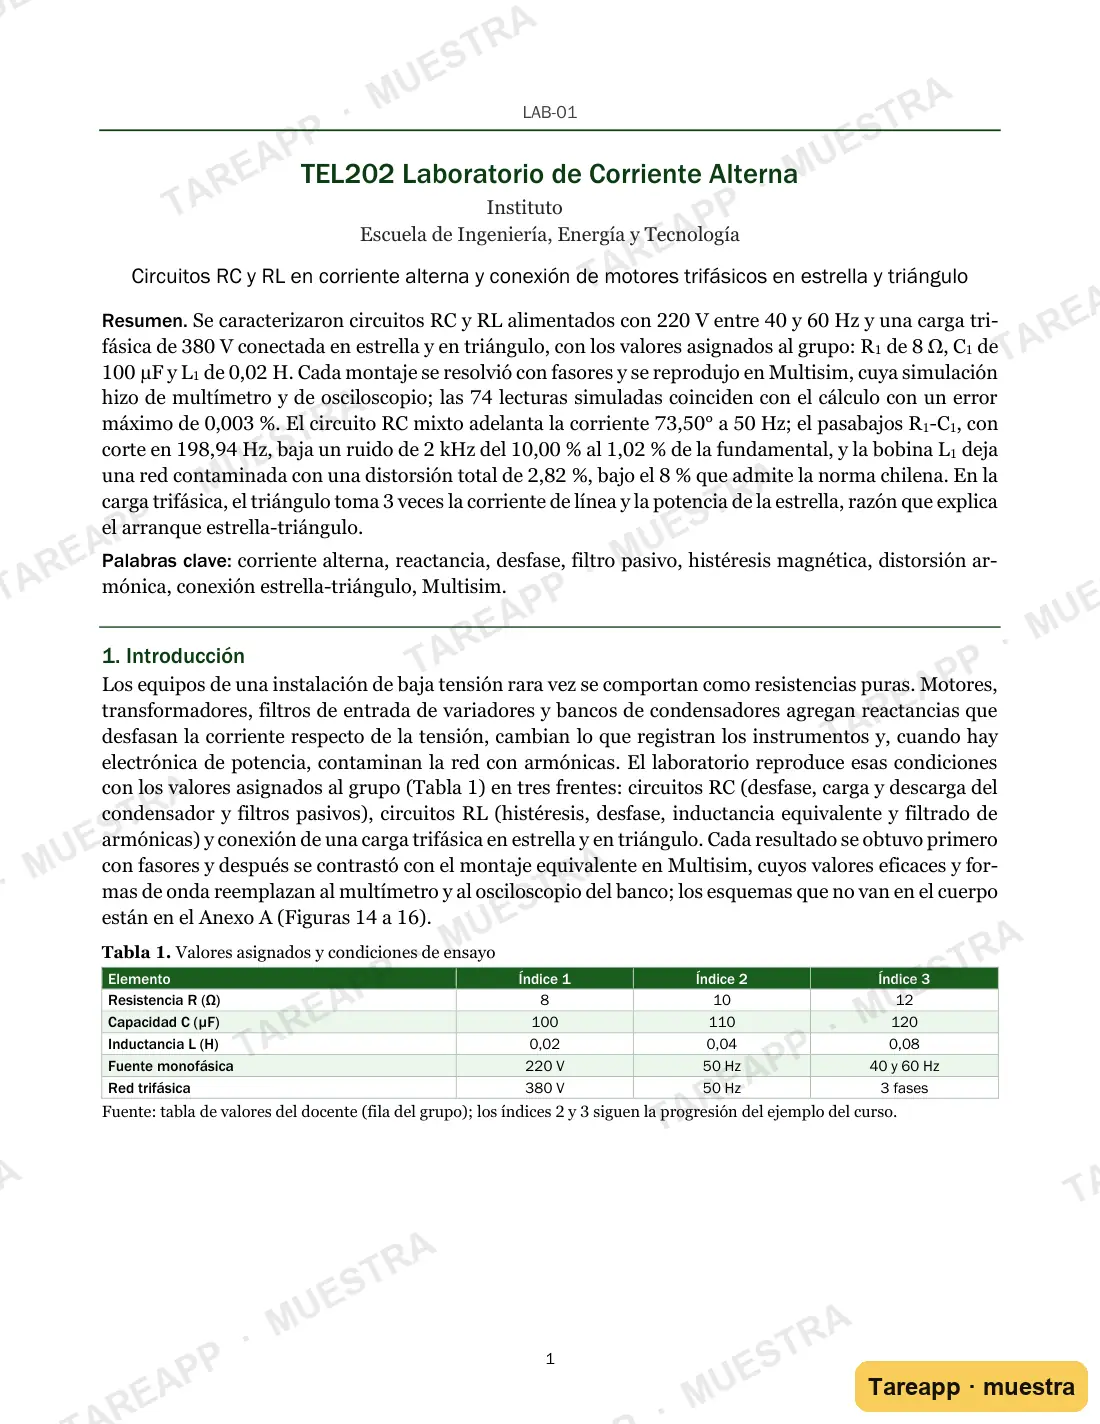 LAB-01
TEL202 Laboratorio de Corriente Alterna
Instituto
Escuela de Ingeniería, Energía y Tecnología
Circuitos RC y RL en corriente alterna y conexión de motores trifásicos en estrella y triángulo
Resumen. Se caracterizaron circuitos RC y RL alimentados con 220 V entre 40 y 60 Hz y una carga tri-
fásica de 380 V conectada en estrella y en triángulo, con los valores asignados al grupo: R₁ de 8 Ω, C₁ de
100 µF y L₁ de 0,02 H. Cada montaje se resolvió con fasores y se reprodujo en Multisim, cuya simulación
hizo de multímetro y de osciloscopio; las 74 lecturas simuladas coinciden con el cálculo con un error
máximo de 0,003 %. El circuito RC mixto adelanta la corriente 73,50° a 50 Hz; el pasabajos R₁-C₁, con
corte en 198,94 Hz, baja un ruido de 2 kHz del 10,00 % al 1,02 % de la fundamental, y la bobina L₁ deja
una red contaminada con una distorsión total de 2,82 %, bajo el 8 % que admite la norma chilena. En la
carga trifásica, el triángulo toma 3 veces la corriente de línea y la potencia de la estrella, razón que explica
el arranque estrella-triángulo.
Palabras clave: corriente alterna, reactancia, desfase, filtro pasivo, histéresis magnética, distorsión ar-
mónica, conexión estrella-triángulo, Multisim.
1. Introducción
Los equipos de una instalación de baja tensión rara vez se comportan como resistencias puras. Motores,
transformadores, filtros de entrada de variadores y bancos de condensadores agregan reactancias que
desfasan la corriente respecto de la tensión, cambian lo que registran los instrumentos y, cuando hay
electrónica de potencia, contaminan la red con armónicas. El laboratorio reproduce esas condiciones
con los valores asignados al grupo (Tabla 1) en tres frentes: circuitos RC (desfase, carga y descarga del
condensador y filtros pasivos), circuitos RL (histéresis, desfase, inductancia equivalente y filtrado de
armónicas) y conexión de una carga trifásica en estrella y en triángulo. Cada resultado se obtuvo primero
con fasores y después se contrastó con el montaje equivalente en Multisim, cuyos valores eficaces y for-
mas de onda reemplazan al multímetro y al osciloscopio del banco; los esquemas que no van en el cuerpo
están en el Anexo A (Figuras 14 a 16).
Tabla 1. Valores asignados y condiciones de ensayo
Elemento Índice 1 Índice 2 Índice 3
Resistencia R (Ω) 8 10 12
Capacidad C (µF) 100 110 120
Inductancia L (H) 0,02 0,04 0,08
Fuente monofásica 220 V 50 Hz 40 y 60 Hz
Red trifásica 380 V 50 Hz 3 fases
Fuente: tabla de valores del docente (fila del grupo); los índices 2 y 3 siguen la progresión del ejemplo del curso.
1
Tareapp · muestra
TAREAPP · MUESTRA